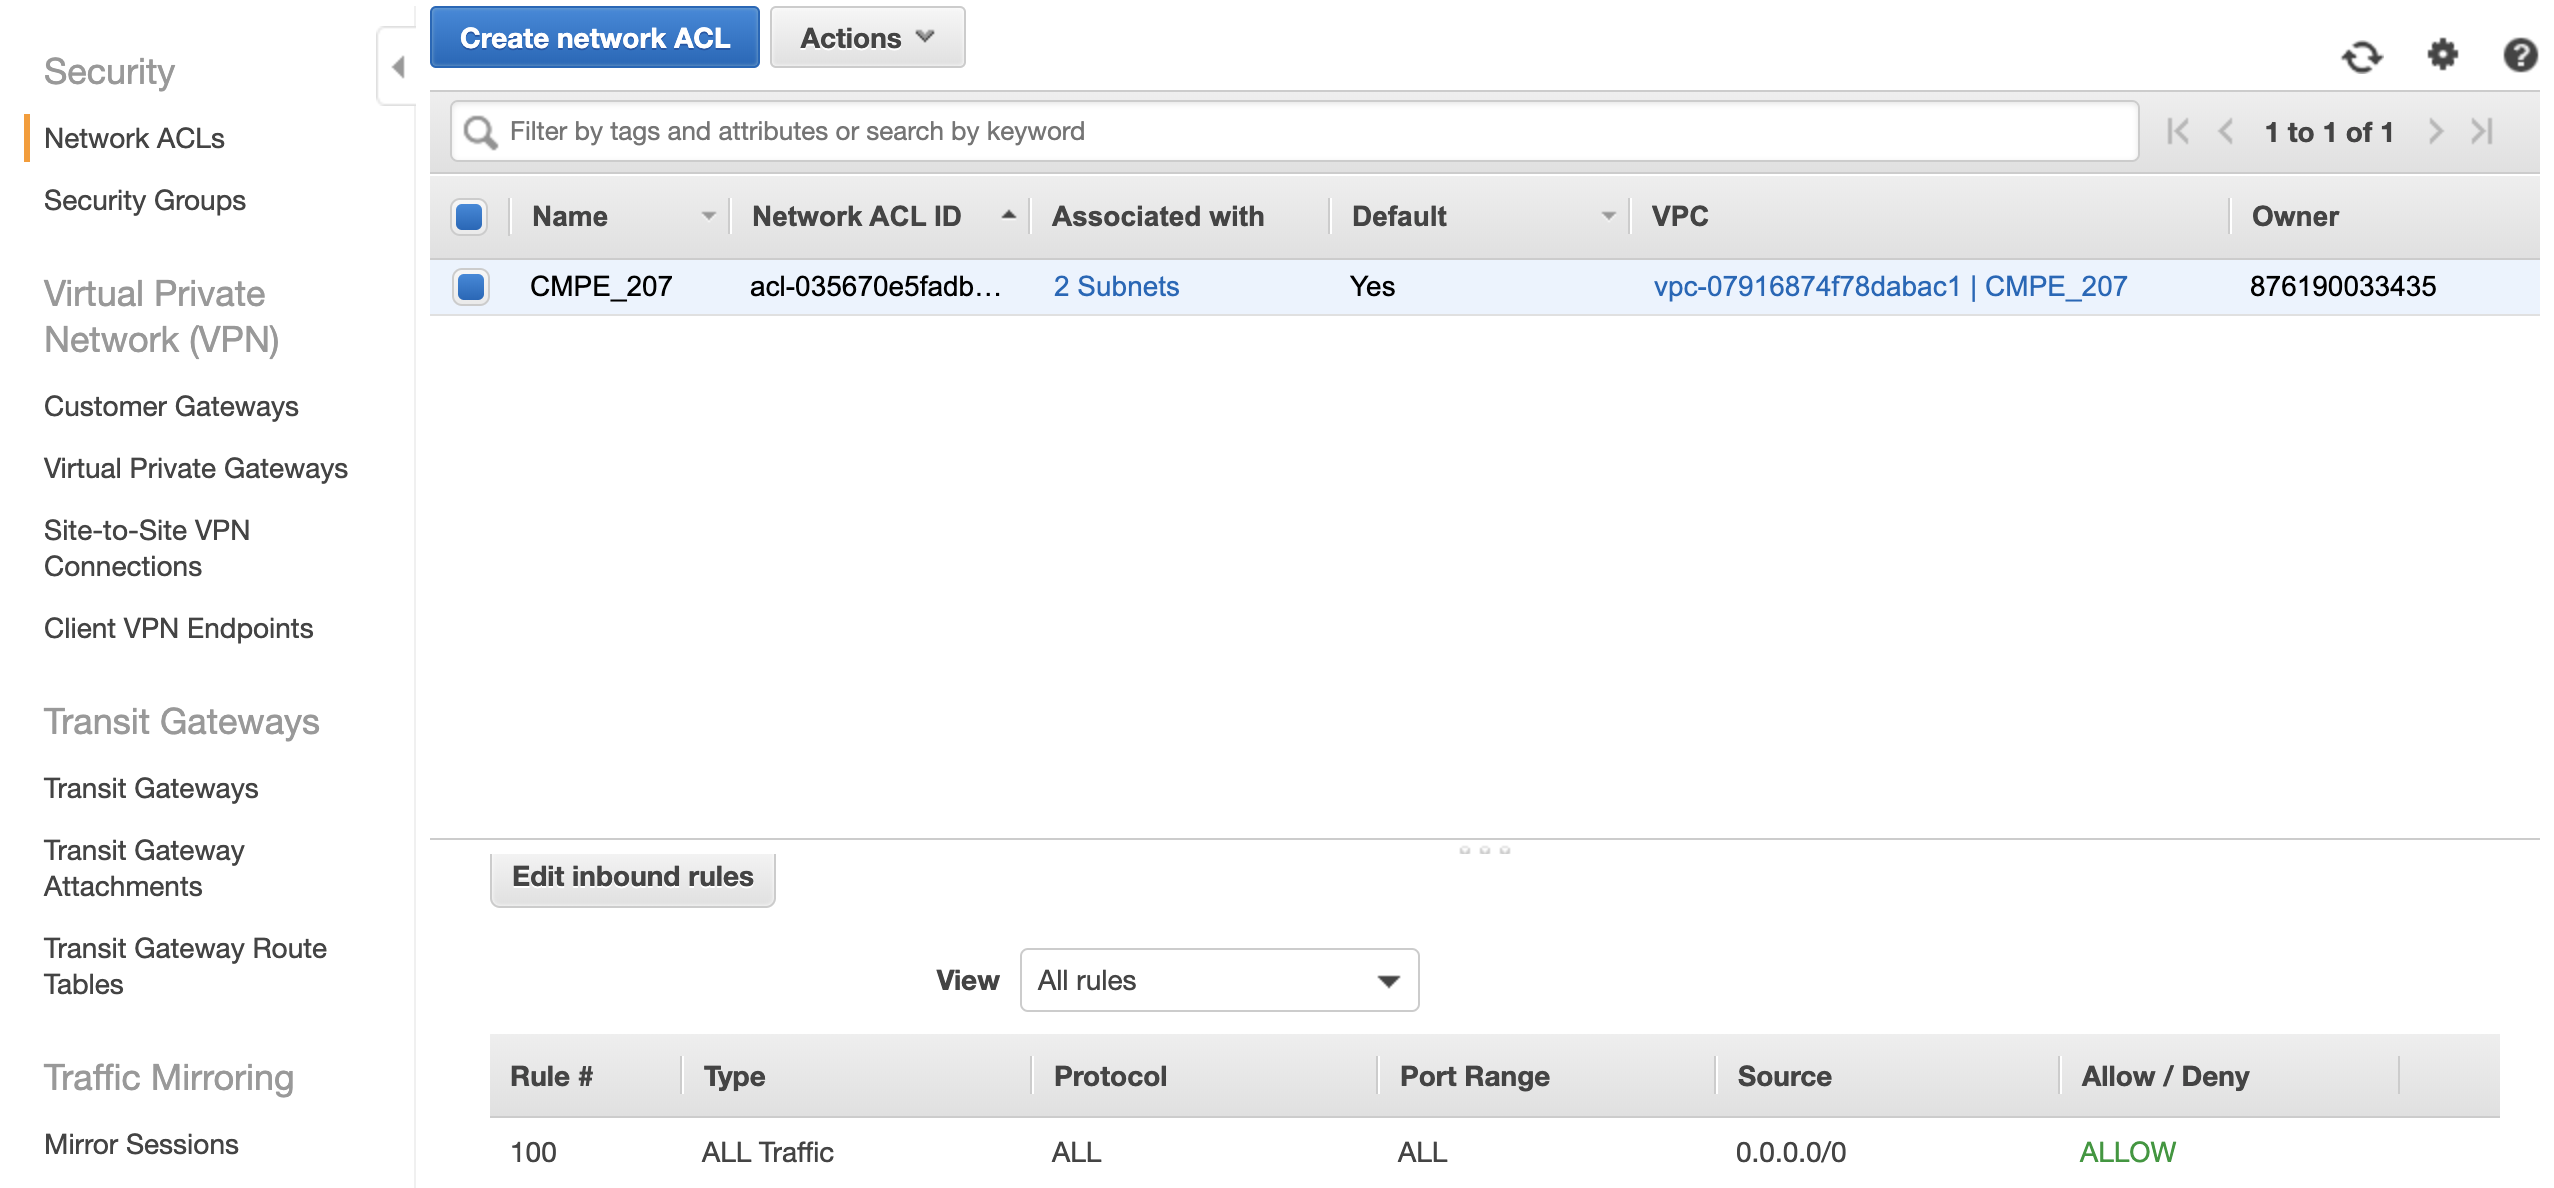 Security
Network ACLs
Security Groups
Virtual Private
Network (VPN)
Customer Gateways
Virtual Private Gateways
Site-to-Site VPN
Connections
Client VPN Endpoints
Transit Gateways
Transit Gateways
Transit Gateway
Attachments
Transit Gateway Route
Tables
Traffic Mirroring
Mirror Sessions
Create network ACL Actions
Filter by tags and attributes or search by keyword 1 to 1 of 1
Name Network ACL ID Associated with Default VPC Owner
CMPE_207 acl-035670e5fadb... 2 Subnets Yes vpc-07916874f78dabac1 | CMPE_207 876190033435
Edit inbound rules
View All rules
Rule # Type Protocol Port Range Source Allow / Deny
100 ALL Traffic ALL ALL 0.0.0.0/0 ALLOW